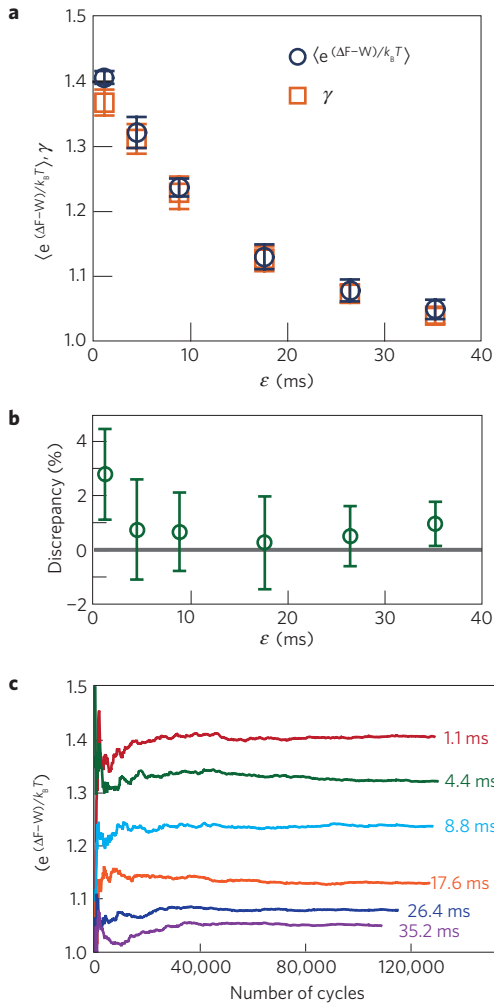 a
1.5
1.4
1.3
1.2
1.1
1.0
⟨e^(ΔF−W)/k_BT⟩, γ
⟨e^(ΔF−W)/k_BT⟩
γ
0 10 20 30 40
ε (ms)
b
4
2
0
−2
Discrepancy (%)
0 10 20 30 40
ε (ms)
c
1.5
1.4
1.3
1.2
1.1
1.0
(e^(ΔF−W)/k_BT)
1.1 ms
4.4 ms
8.8 ms
17.6 ms
26.4 ms
35.2 ms
0 40,000 80,000 120,000
Number of cycles